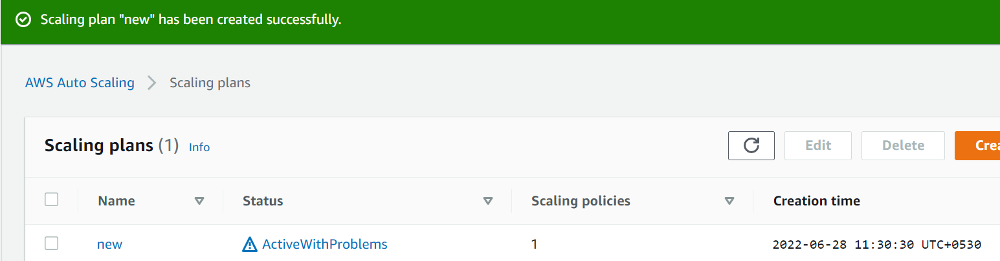 Scaling plan "new" has been created successfully.
AWS Auto Scaling Scaling plans
Scaling plans (1) Info Edit Delete
Name Status Scaling policies Creation time
new ActiveWithProblems 1 2022-06-28 11:30:30 UTC+0530